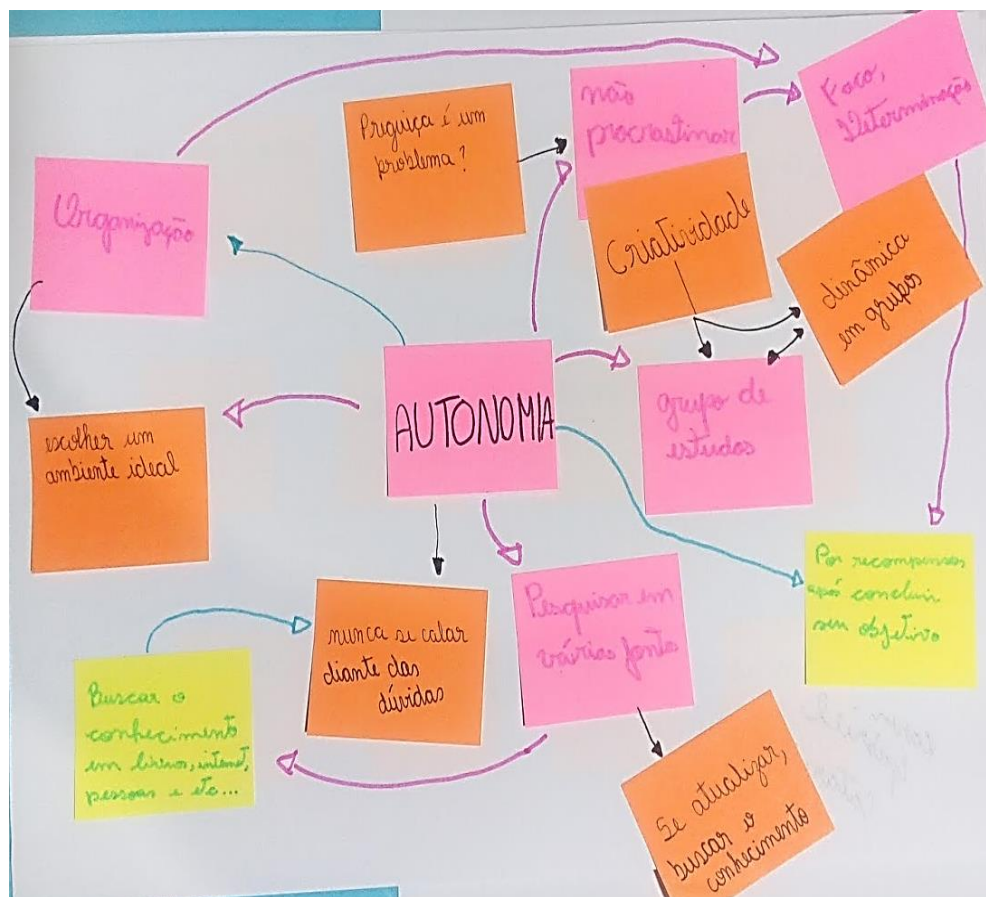 Preguiça é um
problema?
não
procrastinar
Foco,
Determinação
Organização
Criatividade
dinâmica
em grupos
AUTONOMIA
grupo de
estudos
escolher um
ambiente ideal
Por recompensas
após concluir
seu objetivo
nunca se calar
diante das
dúvidas
Pesquisar em
várias fontes
Buscar o
conhecimento
em livros, internet,
pessoas e etc...
Se atualizar,
buscar o
conhecimento